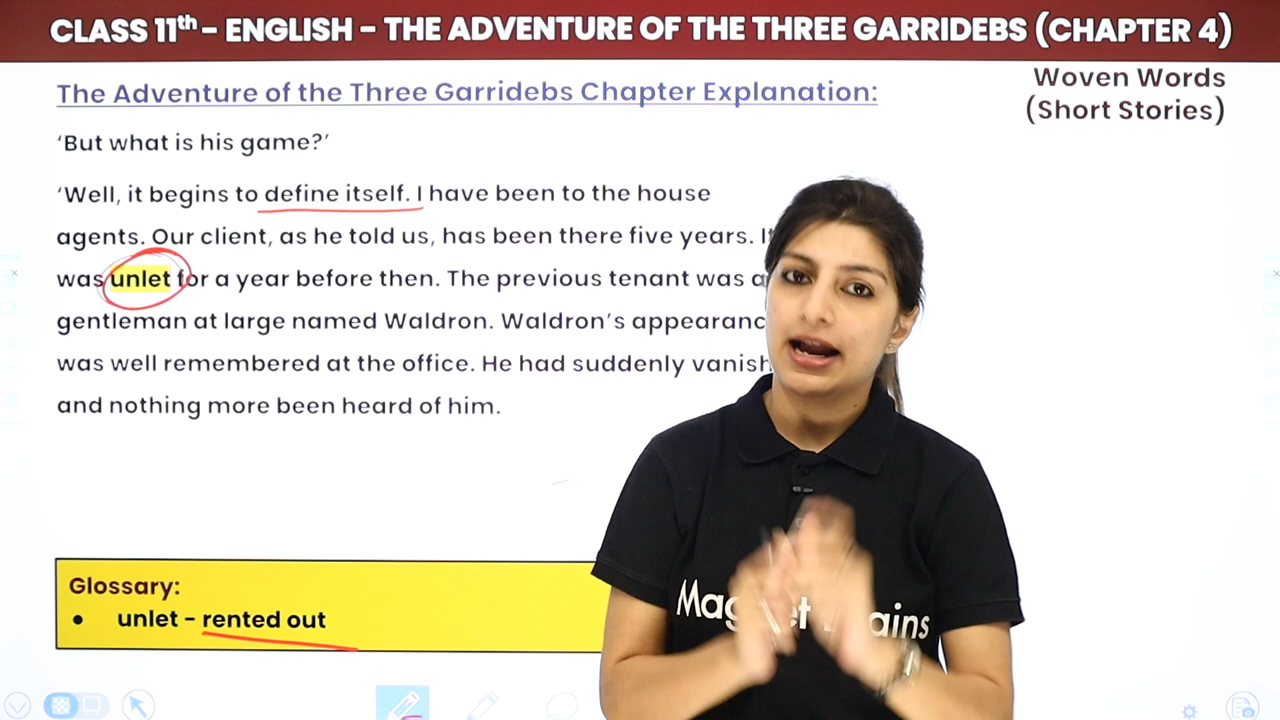 CLASS 11th - ENGLISH - THE ADVENTURE OF THE THREE GARRIDEBS (CHAPTER 4)
Woven Words
(Short Stories)
The Adventure of the Three Garridebs Chapter Explanation:
‘But what is his game?’
‘Well, it begins to define itself. I have been to the house
agents. Our client, as he told us, has been there five years. It
was unlet for a year before then. The previous tenant was a
gentleman at large named Waldron. Waldron’s
was well remembered at the office. He had suddenly
and nothing more been heard of him.
Glossary:
● unlet – rented out